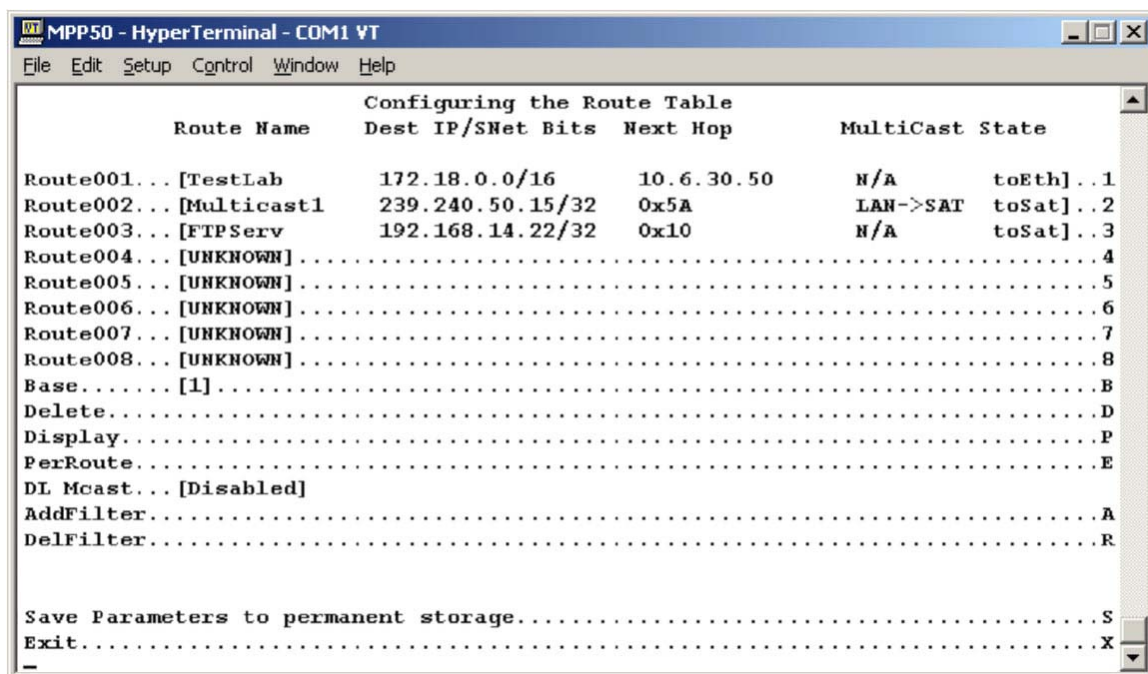 MPP50 - HyperTerminal - COM1 VT
File Edit Setup Control Window Help
Configuring the Route Table
Route Name Dest IP/SNet Bits Next Hop MultiCast State
Route001...[TestLab 172.18.0.0/16 10.6.30.50 N/A toEth]..1
Route002...[Multicast1 239.240.50.15/32 0x5A LAN->SAT toSat]..2
Route003...[FTPServ 192.168.14.22/32 0x10 N/A toSat]..3
Route004...[UNKNOWN]..........................................................4
Route005...[UNKNOWN]..........................................................5
Route006...[UNKNOWN]..........................................................6
Route007...[UNKNOWN]..........................................................7
Route008...[UNKNOWN]..........................................................8
Base.......[1]................................................................B
Delete........................................................................D
Display.......................................................................P
PerRoute......................................................................E
DL Mcast...[Disabled]
AddFilter.....................................................................A
DelFilter.....................................................................R
Save Parameters to permanent storage..........................................S
Exit..........................................................................X